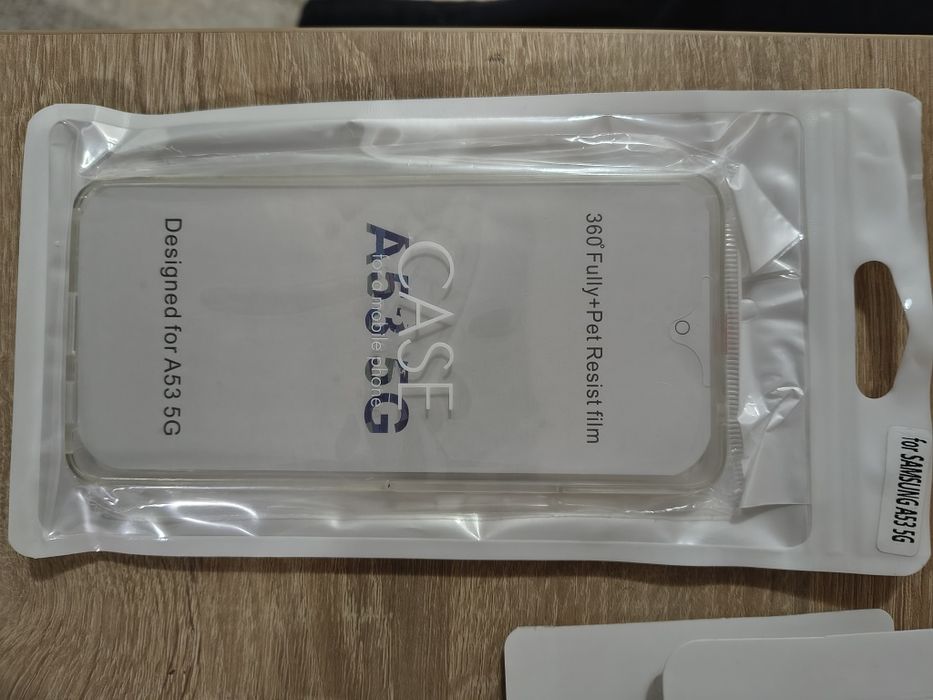 360° Fully+Pet Resist film
CASE
for a mobile phone
A53 5G
Designed for A53 5G
for SAMSUNG A53 5G